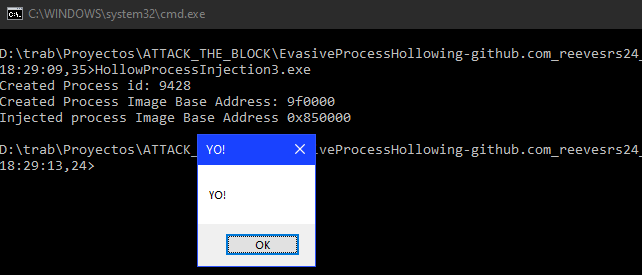 C:\WINDOWS\system32\cmd.exe
D:\trab\Proyectos\ATTACK_THE_BLOCK\EvasiveProcessHollowing-github.com_reevesrs24_
18:29:09,35>HollowProcessInjection3.exe
Created Process id: 9428
Created Process Image Base Address: 9f0000
Injected process Image Base Address 0x850000
D:\trab\Proyectos\ATTACK_ siveProcessHollowing-github.com_reevesrs24_
18:29:13,24>
YO!
YO!
OK